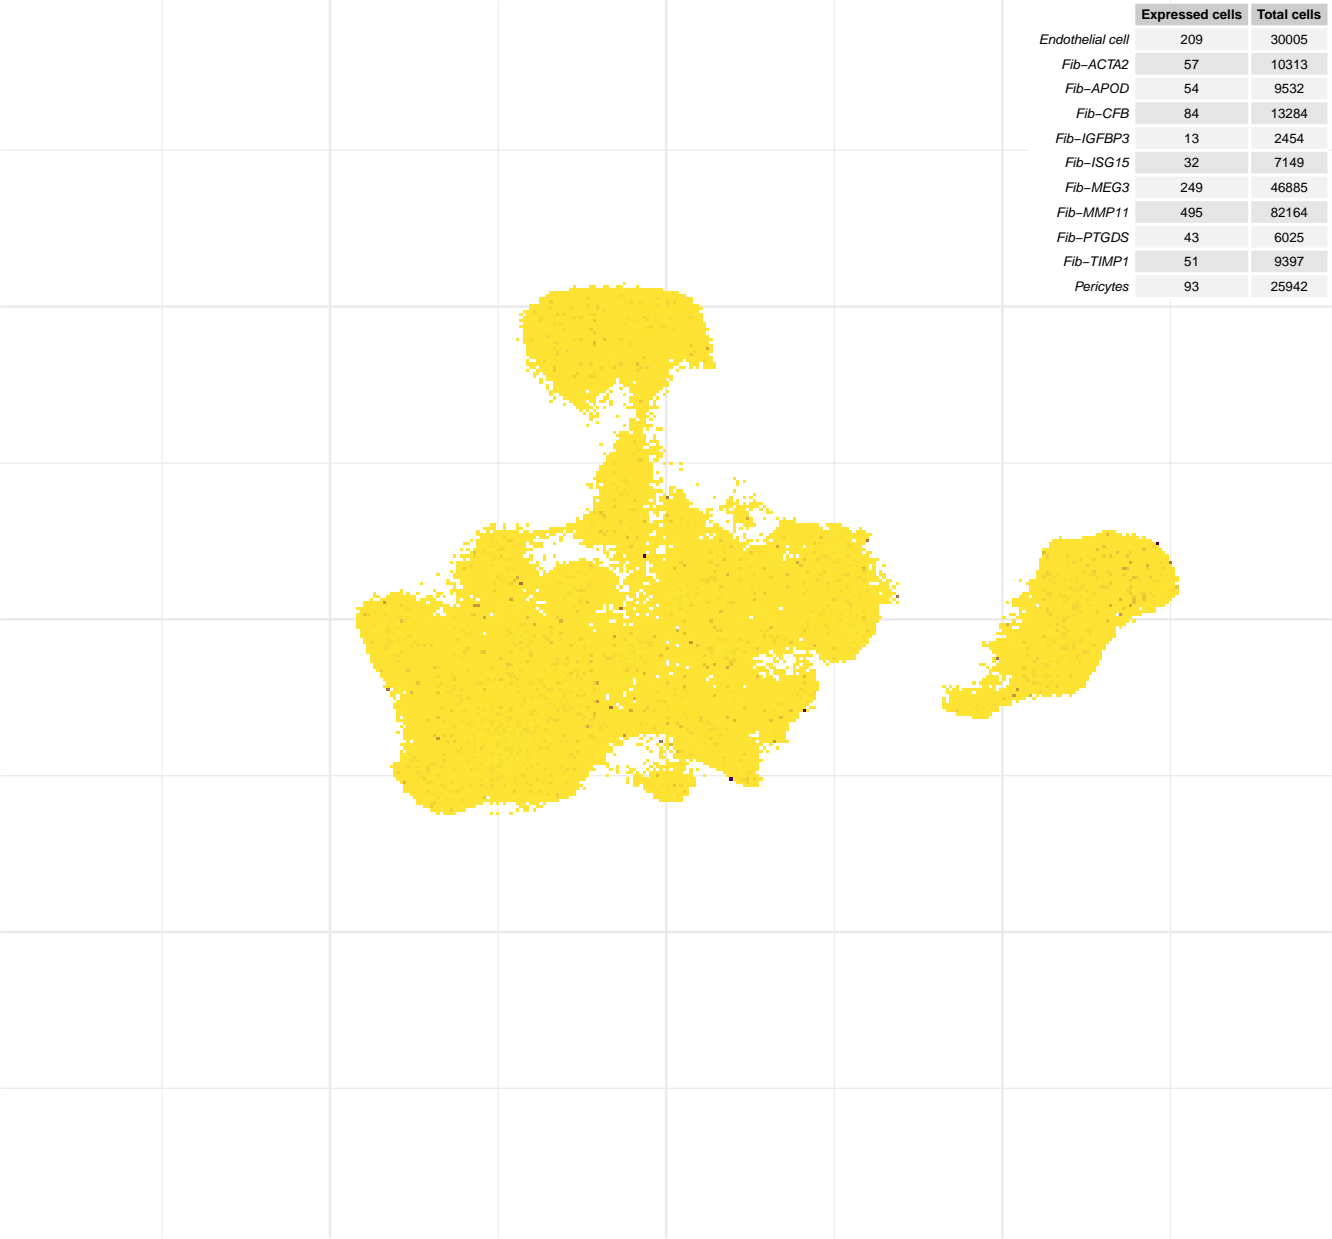 Expressed cells Total cells
Endothelial cell 209 30005
Fib−ACTA2 57 10313
Fib−APOD 54 9532
Fib−CFB 84 13284
Fib−IGFBP3 13 2454
Fib−ISG15 32 7149
Fib−MEG3 249 46885
Fib−MMP11 495 82164
Fib−PTGDS 43 6025
Fib−TIMP1 51 9397
Pericytes 93 25942